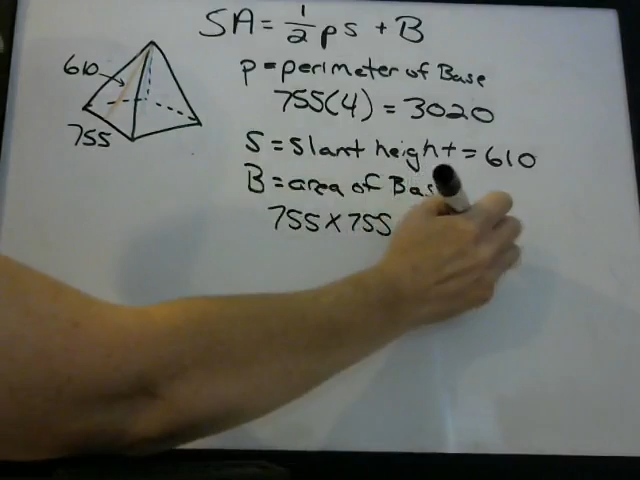 SA = 1/2 ps + B
610
p = perimeter of Base
755(4) = 3020
755
S = slant height = 610
B = area of Bas
755 x 755